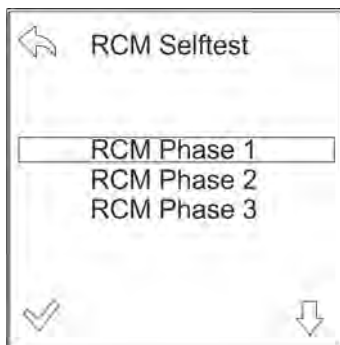 RCM Selftest
RCM Phase 1
RCM Phase 2
RCM Phase 3